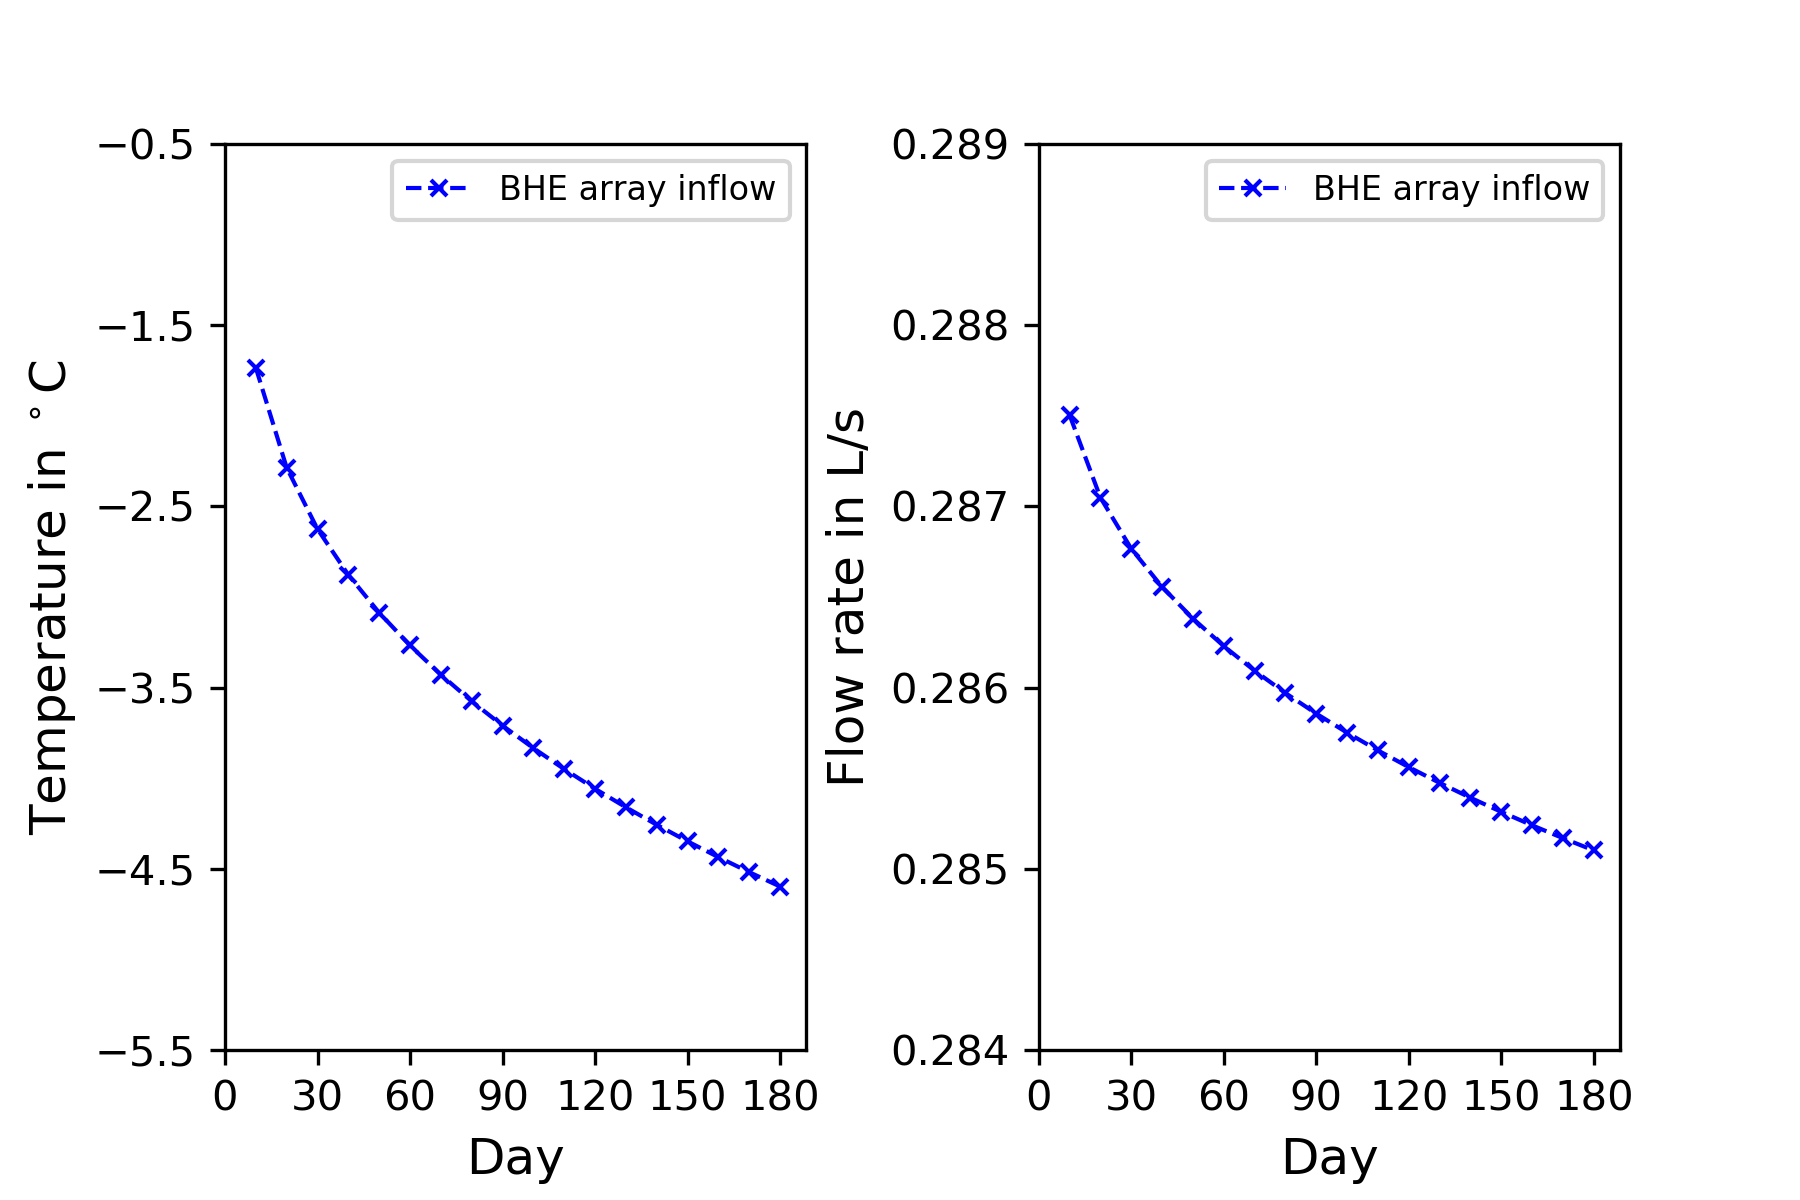 −0.5
−1.5
−2.5
−3.5
−4.5
−5.5
0 30 60 90 120 150 180
Temperature in °C
Day
BHE array inflow
0.289
0.288
0.287
0.286
0.285
0.284
0 30 60 90 120 150 180
Flow rate in L/s
Day
BHE array inflow